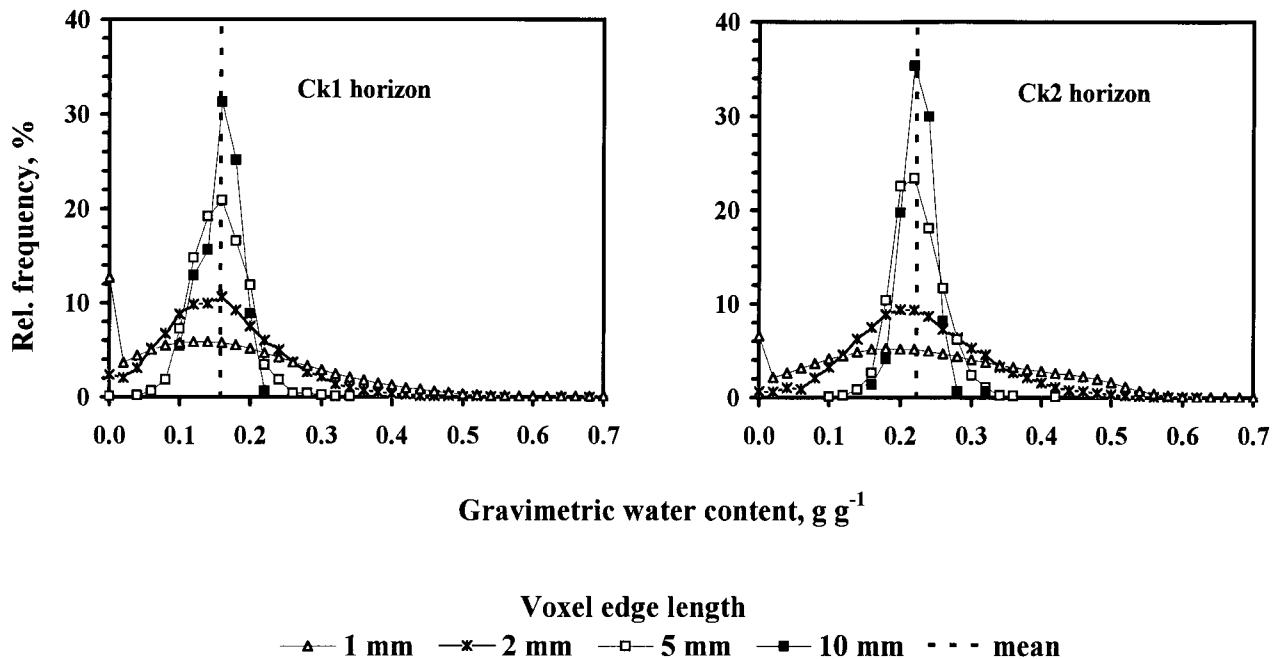 40
30
20
10
0
Rel. frequency, %
Ck1 horizon
0.0 0.1 0.2 0.3 0.4 0.5 0.6 0.7
40
30
20
10
0
Ck2 horizon
0.0 0.1 0.2 0.3 0.4 0.5 0.6 0.7
Gravimetric water content, g g⁻¹
Voxel edge length
1 mm 2 mm 5 mm 10 mm mean